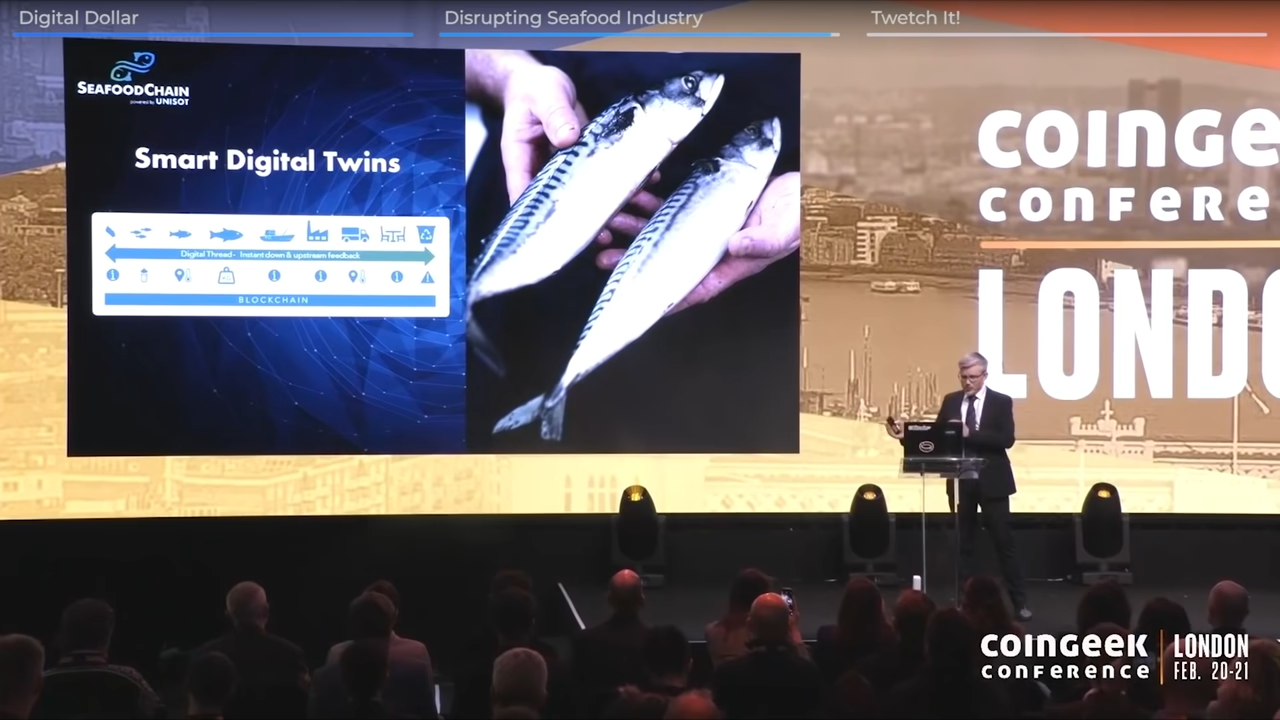 Digital Dollar
Disrupting Seafood Industry
Twetch It!
SEAFOODCHAIN
powered by UNISOT
Smart Digital Twins
Digital Thread - Instant down & upstream feedback
BLOCKCHAIN
COINGE
CONFERE
LONDO
COINGEEK
CONFERENCE
LONDON
FEB. 20-21